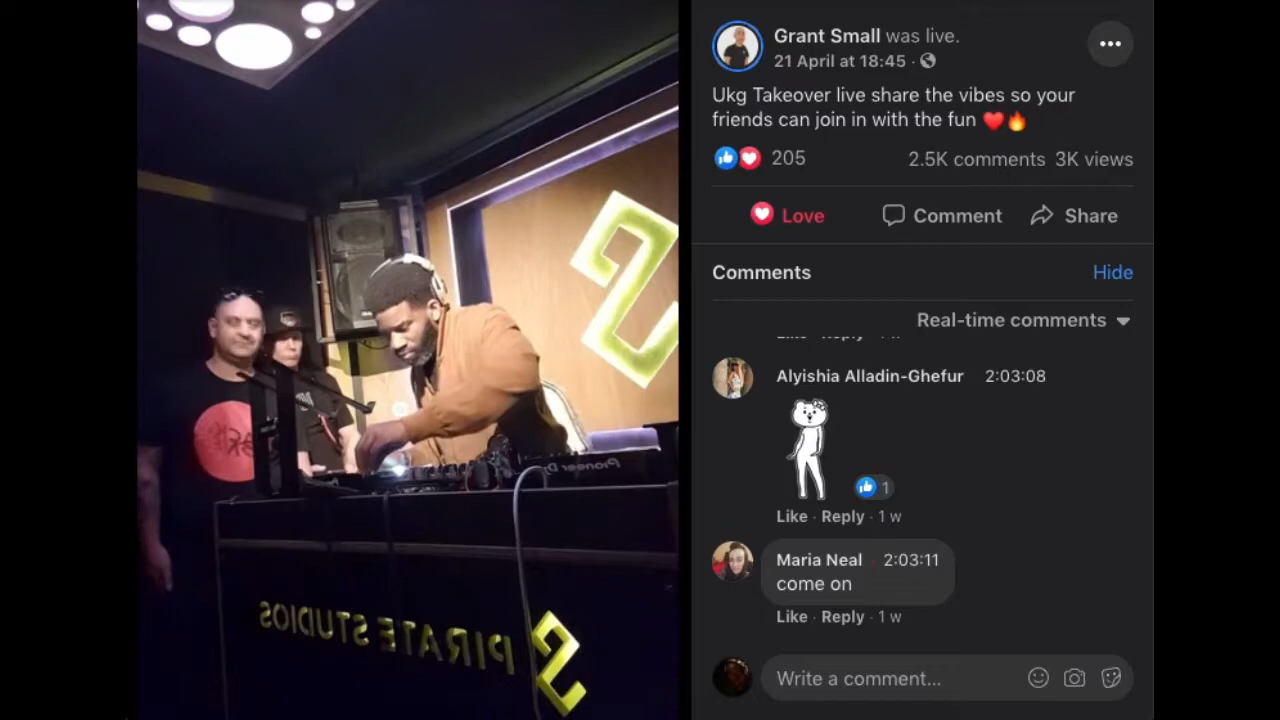 Grant Small was live.
21 April at 18:45
Ukg Takeover live share the vibes so your
friends can join in with the fun ❤️🔥
205
2.5K comments 3K views
Love
Comment
Share
Comments
Hide
Real-time comments
Alyishia Alladin-Ghefur 2:03:08
1
Like · Reply · 1 w
Maria Neal 2:03:11
come on
Like · Reply · 1 w
Write a comment...
Pioneer DJ
PIRATE STUDIOS